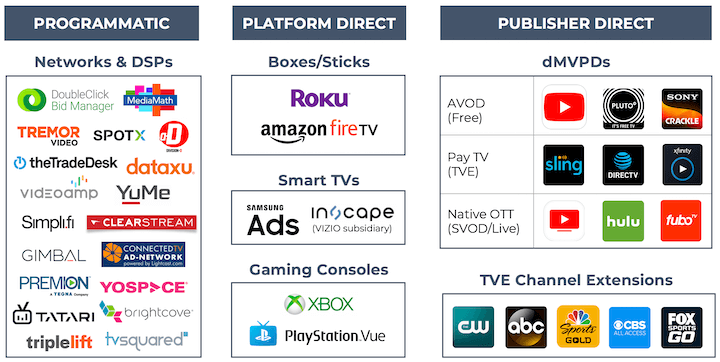 PROGRAMMATIC
Networks & DSPs
DoubleClick
Bid Manager
MediaMath
TREMOR
VIDEO
SPOTX
DIVISION-D
theTradeDesk
dataxu.
videoamp
YuMe
Simpli.fi
CLEARSTREAM
GIMBAL
CONNECTEDTV
AD-NETWORK
powered by Lightcast.com
PREMION
A TEGNA Company
YOSPACE
TATARI
brightcove
triplelift
tvsquared
PLATFORM DIRECT
Boxes/Sticks
Roku
amazon fireTV
Smart TVs
SAMSUNG
Ads
inscape
(VIZIO subsidiary)
Gaming Consoles
XBOX
PlayStation.Vue
PUBLISHER DIRECT
dMVPDs
AVOD
(Free)
PLUTO
IT'S FREE TV
SONY
CRACKLE
Pay TV
(TVE)
sling
DIRECTV
xfinity
Native OTT
(SVOD/Live)
hulu
fubo TV
TVE Channel Extensions
CW
abc
Sports
GOLD
CBS
ALL ACCESS
FOX
SPORTS
GO